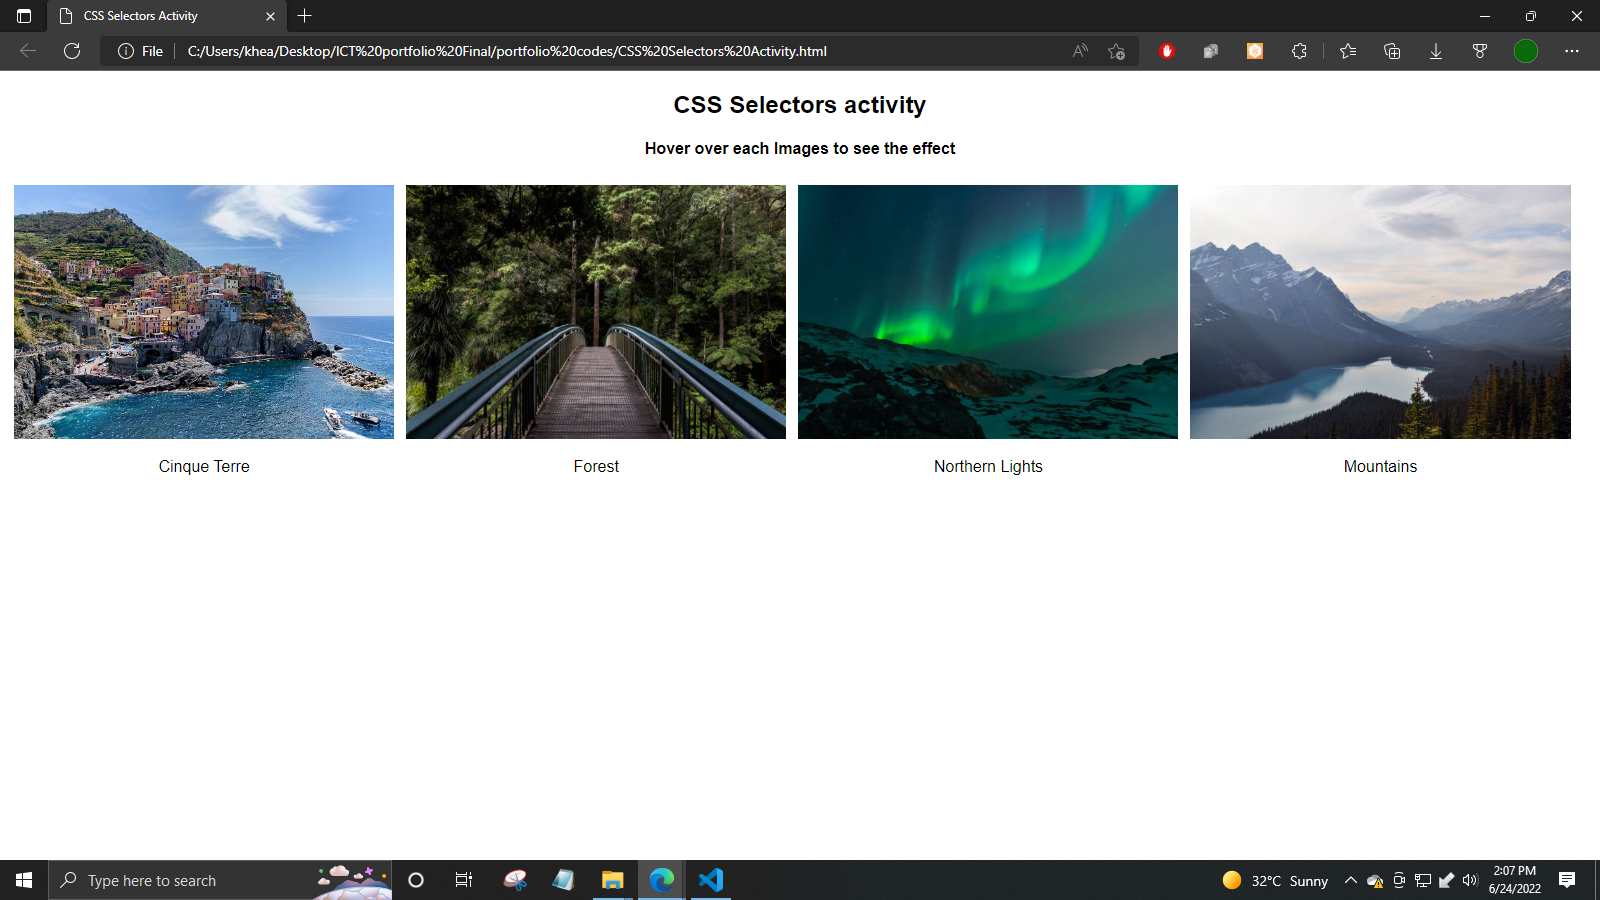 CSS Selectors Activity
File
C:/Users/khea/Desktop/ICT%20portfolio%20Final/portfolio%20codes/CSS%20Selectors%20Activity.html
CSS Selectors activity
Hover over each Images to see the effect
Cinque Terre
Forest
Northern Lights
Mountains
Type here to search
32°C Sunny
2:07 PM
6/24/2022